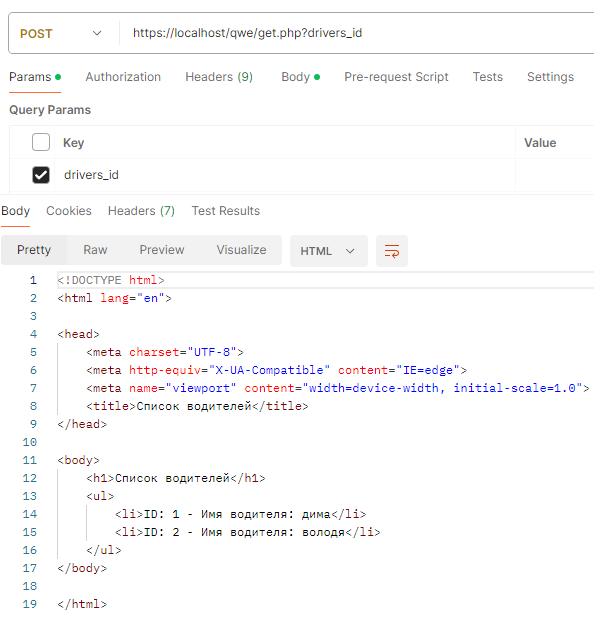 POST https://localhost/qwe/get.php?drivers_id
Params Authorization Headers (9) Body Pre-request Script Tests Settings
Query Params
Key Value
drivers_id
Body Cookies Headers (7) Test Results
Pretty Raw Preview Visualize HTML
1 <!DOCTYPE html>
2 <html lang="en">
3
4 <head>
5 <meta charset="UTF-8">
6 <meta http-equiv="X-UA-Compatible" content="IE=edge">
7 <meta name="viewport" content="width=device-width, initial-scale=1.0">
8 <title>Список водителей</title>
9 </head>
10
11 <body>
12 <h1>Список водителей</h1>
13 <ul>
14 <li>ID: 1 - Имя водителя: дима</li>
15 <li>ID: 2 - Имя водителя: володя</li>
16 </ul>
17 </body>
18
19 </html>